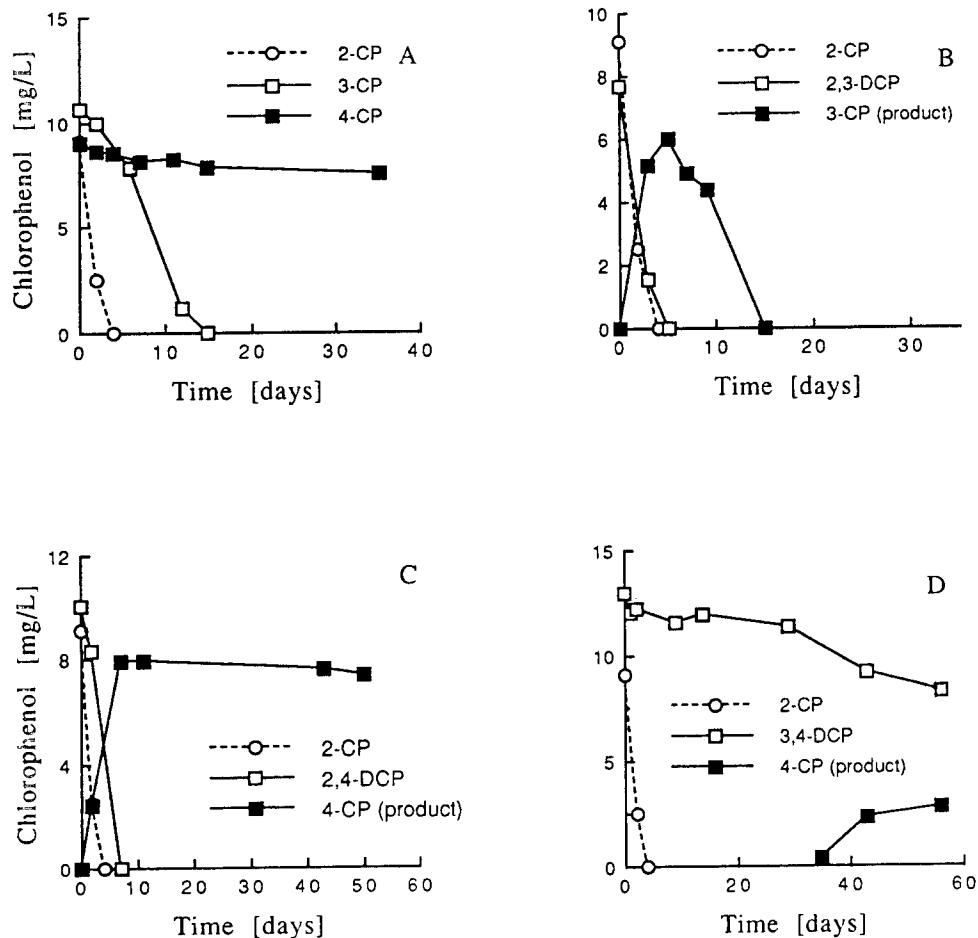 A
15
10
5
0
Chlorophenol [mg/L]
2-CP
3-CP
4-CP
0 10 20 30 40
Time [days]
B
10
8
6
4
2
0
2-CP
2,3-DCP
3-CP (product)
0 10 20 30
Time [days]
C
12
8
4
0
Chlorophenol [mg/L]
2-CP
2,4-DCP
4-CP (product)
0 10 20 30 40 50 60
Time [days]
D
15
10
5
0
2-CP
3,4-DCP
4-CP (product)
0 20 40 60
Time [days]